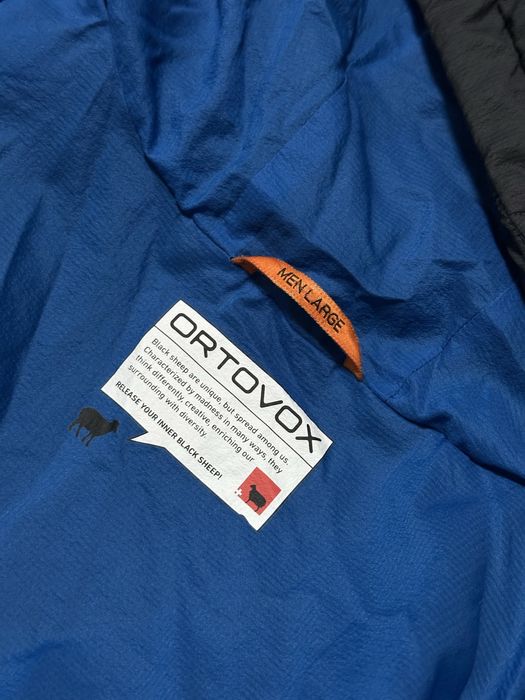 MEN LARGE
ORTOVOX
Black sheep are unique, but spread among us.
Characterized by madness in many ways, they
think differently, creative, enriching our
surrounding with diversity.
RELEASE YOUR INNER BLACK SHEEP!